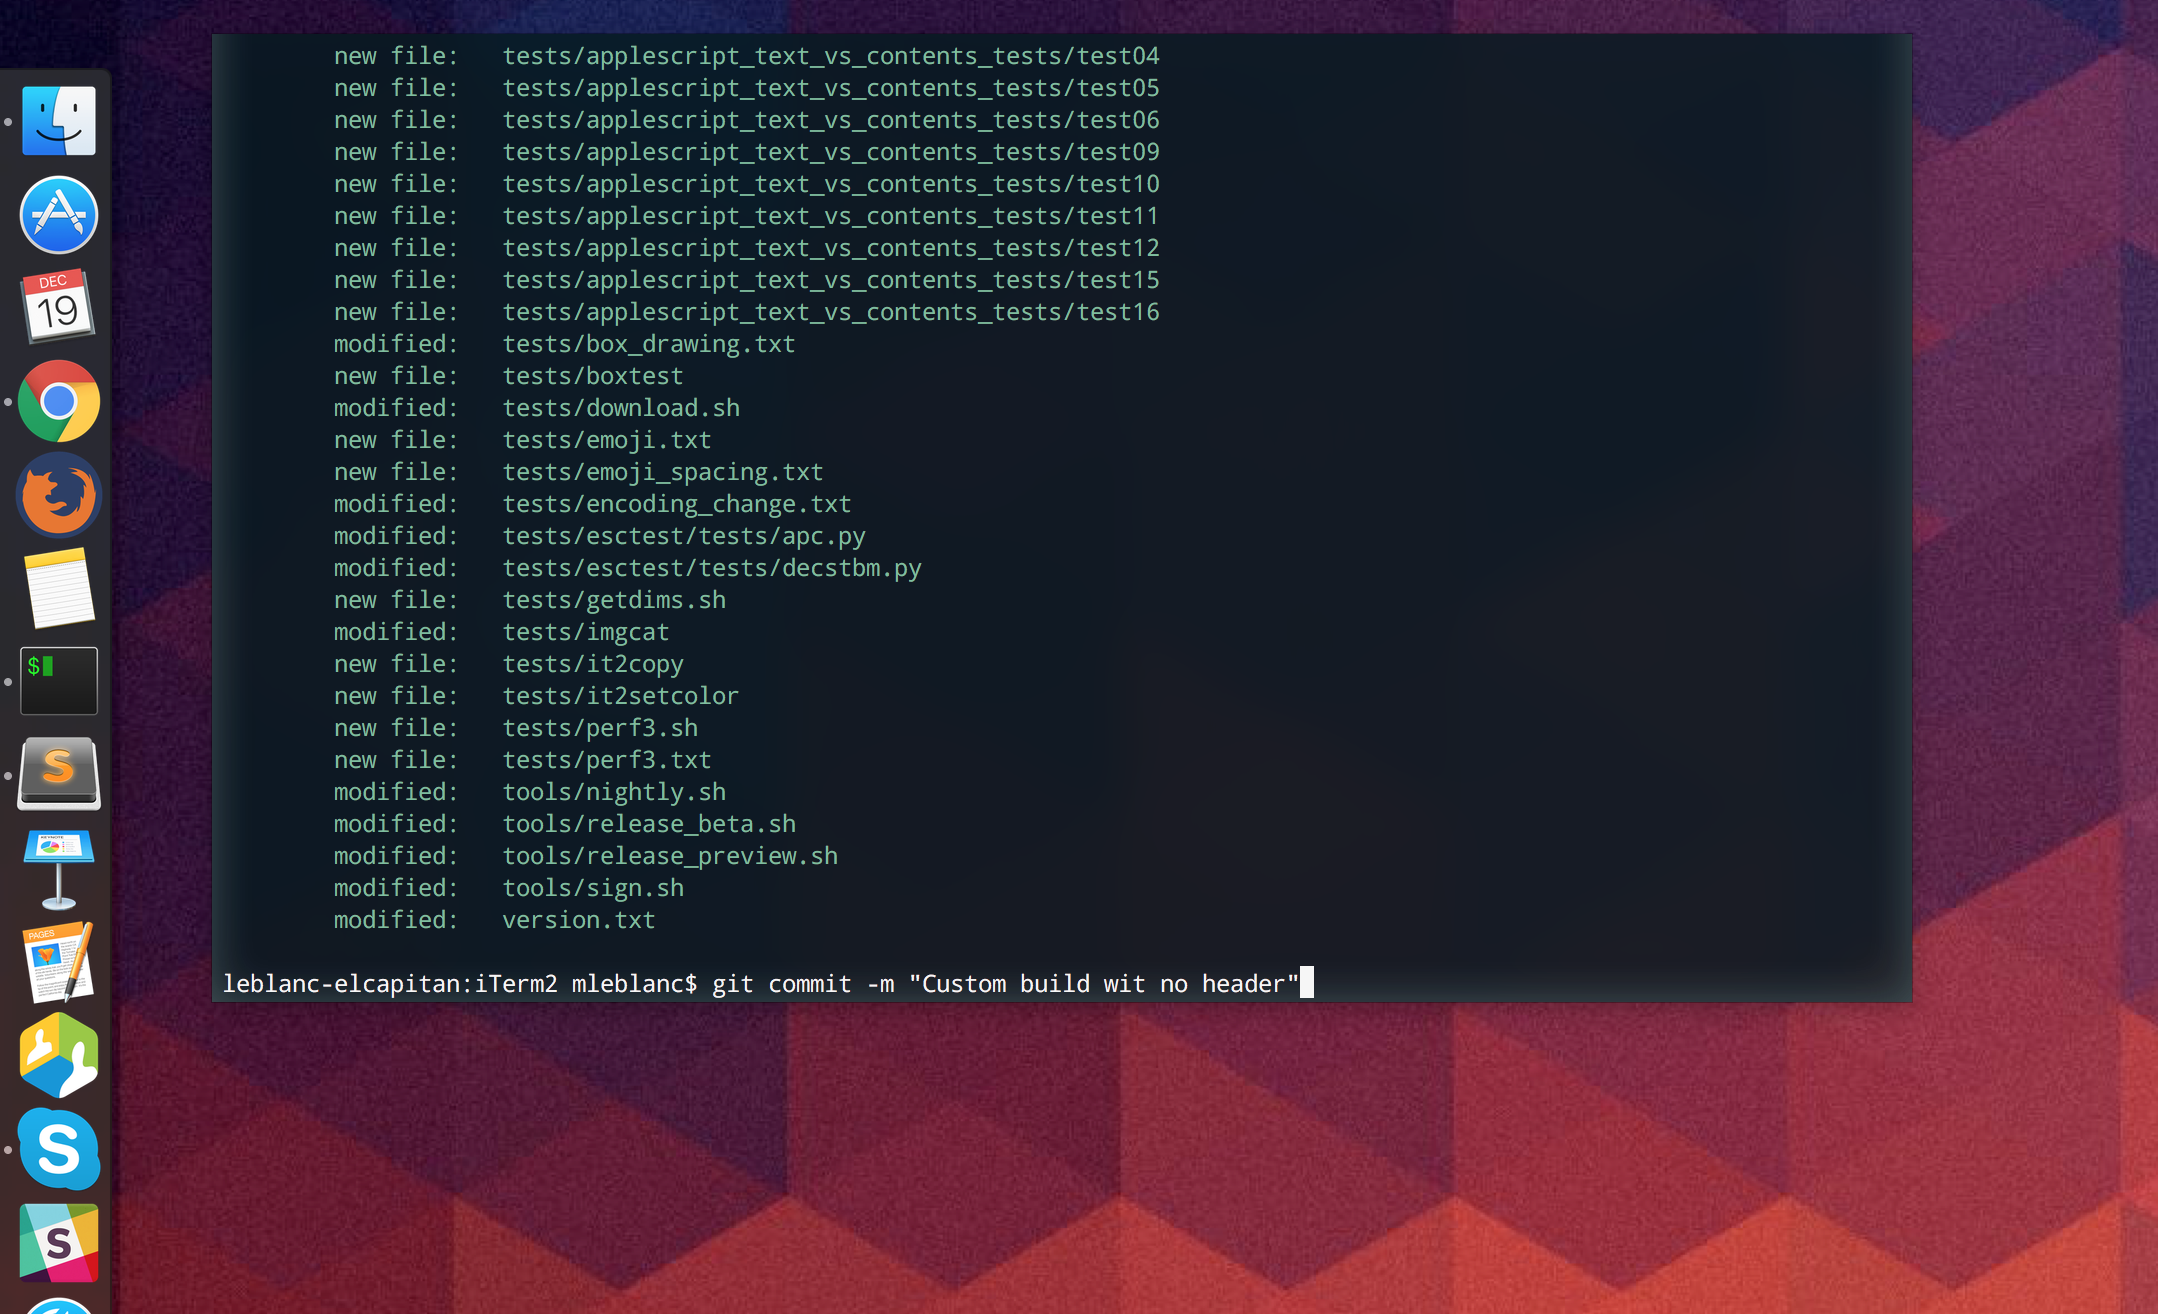 new file:   tests/applescript_text_vs_contents_tests/test04
new file:   tests/applescript_text_vs_contents_tests/test05
new file:   tests/applescript_text_vs_contents_tests/test06
new file:   tests/applescript_text_vs_contents_tests/test09
new file:   tests/applescript_text_vs_contents_tests/test10
new file:   tests/applescript_text_vs_contents_tests/test11
new file:   tests/applescript_text_vs_contents_tests/test12
new file:   tests/applescript_text_vs_contents_tests/test15
new file:   tests/applescript_text_vs_contents_tests/test16
modified:   tests/box_drawing.txt
new file:   tests/boxtest
modified:   tests/download.sh
new file:   tests/emoji.txt
new file:   tests/emoji_spacing.txt
modified:   tests/encoding_change.txt
modified:   tests/esctest/tests/apc.py
modified:   tests/esctest/tests/decstbm.py
new file:   tests/getdims.sh
modified:   tests/imgcat
new file:   tests/it2copy
new file:   tests/it2setcolor
new file:   tests/perf3.sh
new file:   tests/perf3.txt
modified:   tools/nightly.sh
modified:   tools/release_beta.sh
modified:   tools/release_preview.sh
modified:   tools/sign.sh
modified:   version.txt
leblanc-elcapitan:iTerm2 mleblanc$ git commit -m "Custom build wit no header"
DEC
19
$
S
KEYNOTE
PAGES
S
S